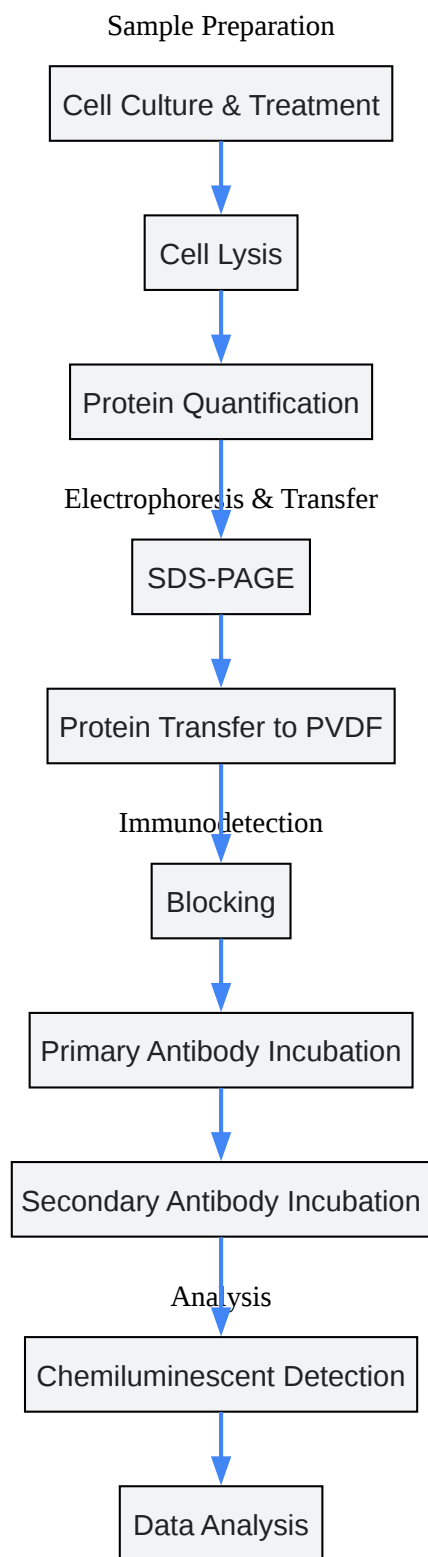 Sample Preparation
Cell Culture & Treatment
Cell Lysis
Protein Quantification
Electrophoresis & Transfer
SDS-PAGE
Protein Transfer to PVDF
Immunodetection
Blocking
Primary Antibody Incubation
Secondary Antibody Incubation
Analysis
Chemiluminescent Detection
Data Analysis